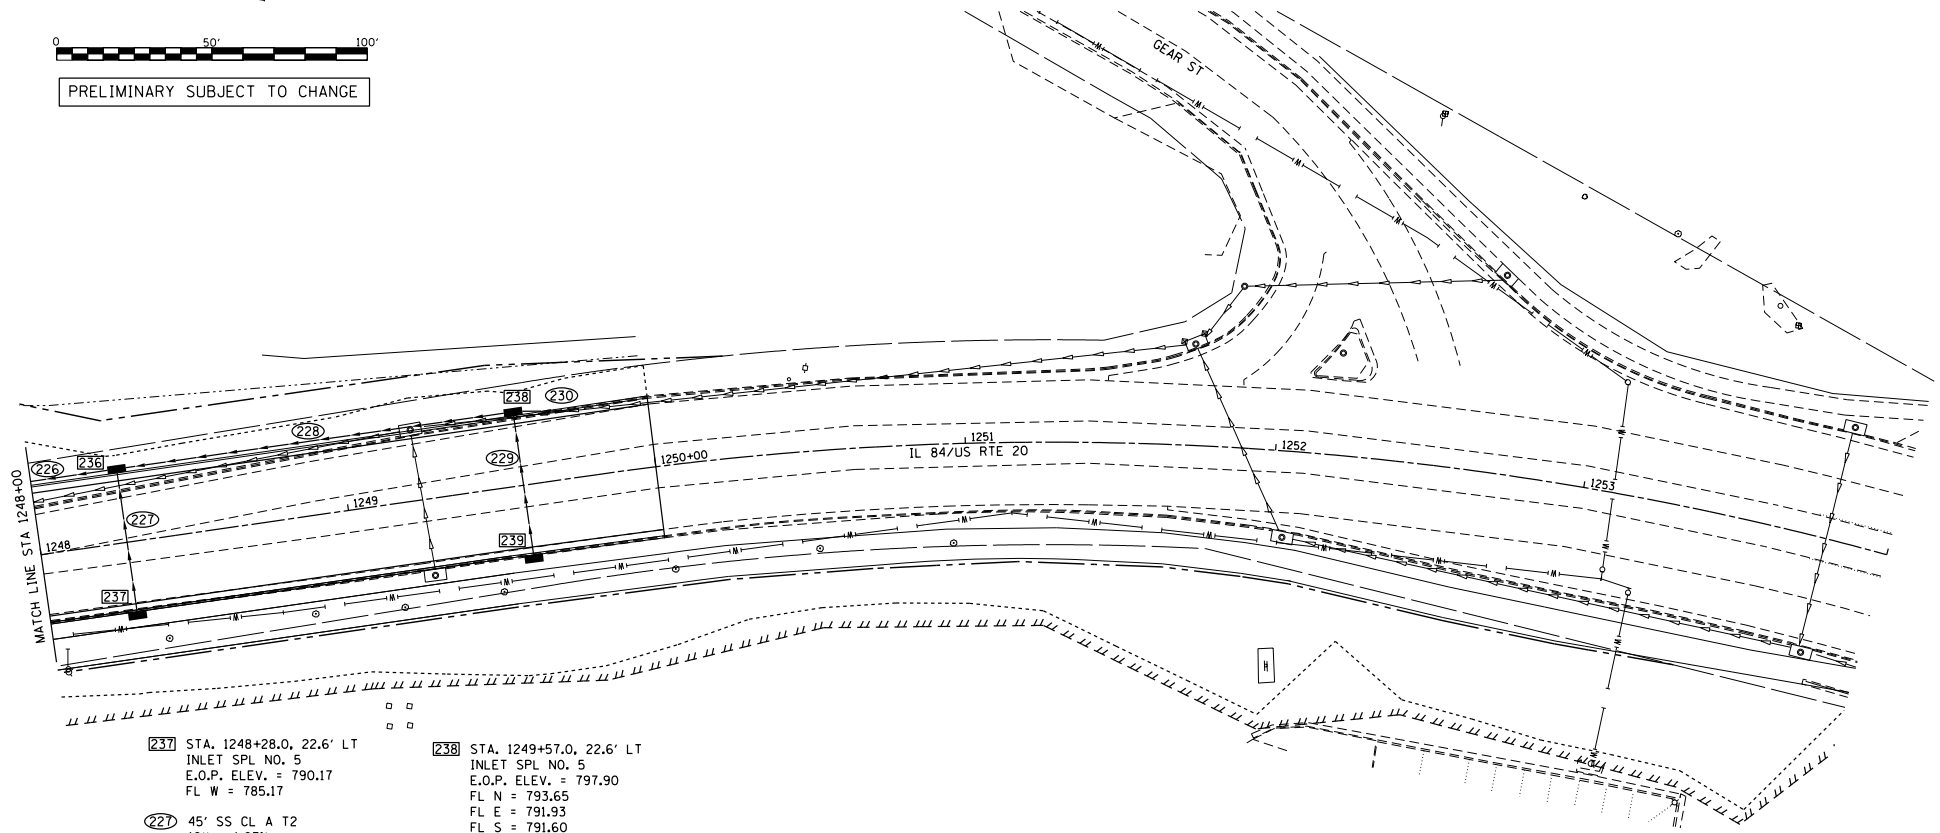 0 50' 100'
PRELIMINARY SUBJECT TO CHANGE
GEAR ST
238 230
228
226 236
229
1250+00
1251
IL 84/US RTE 20
1252
1253
1249
227
1248
239
237
MATCH LINE STA 1248+00
237 STA. 1248+28.0, 22.6' LT
INLET SPL NO. 5
E.O.P. ELEV. = 790.17
FL W = 785.17
227 45' SS CL A T2
238 STA. 1249+57.0, 22.6' LT
INLET SPL NO. 5
E.O.P. ELEV. = 797.90
FL N = 793.65
FL E = 791.93
FL S = 791.60